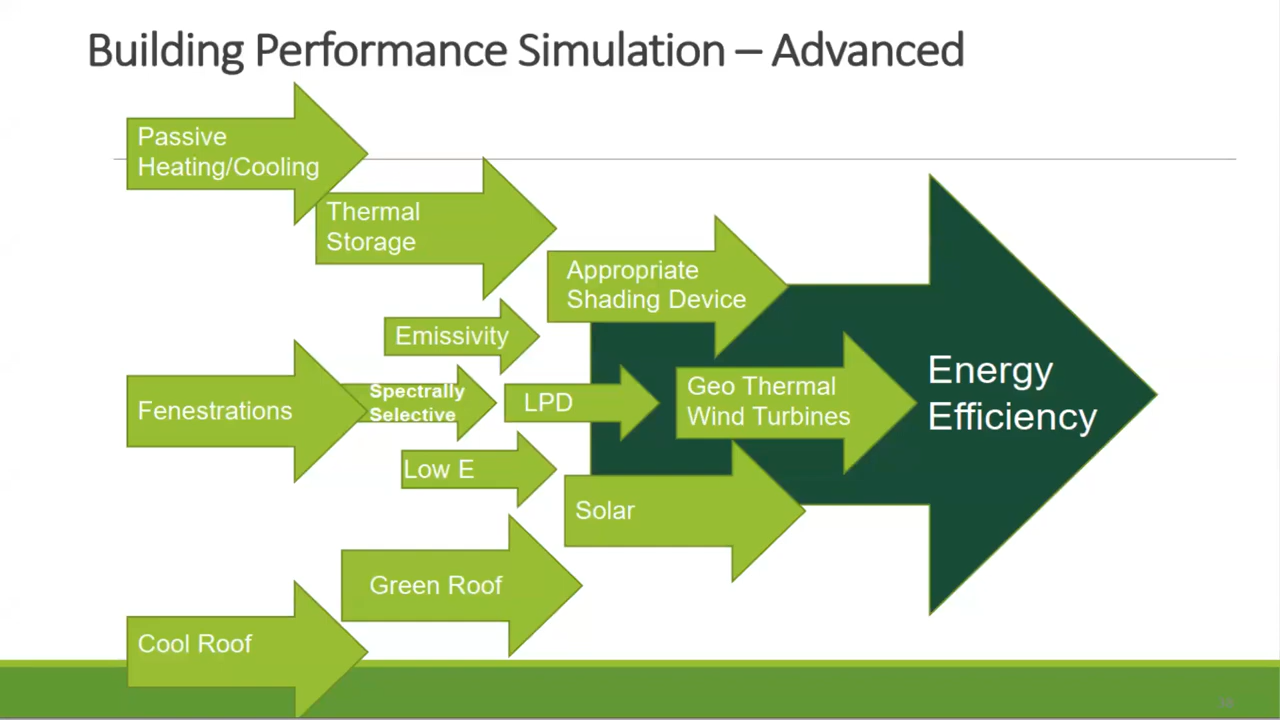 Building Performance Simulation – Advanced
Passive
Heating/Cooling
Thermal
Storage
Appropriate
Shading Device
Emissivity
Fenestrations
Spectrally
Selective
LPD
Geo Thermal
Wind Turbines
Energy
Efficiency
Low E
Solar
Green Roof
Cool Roof